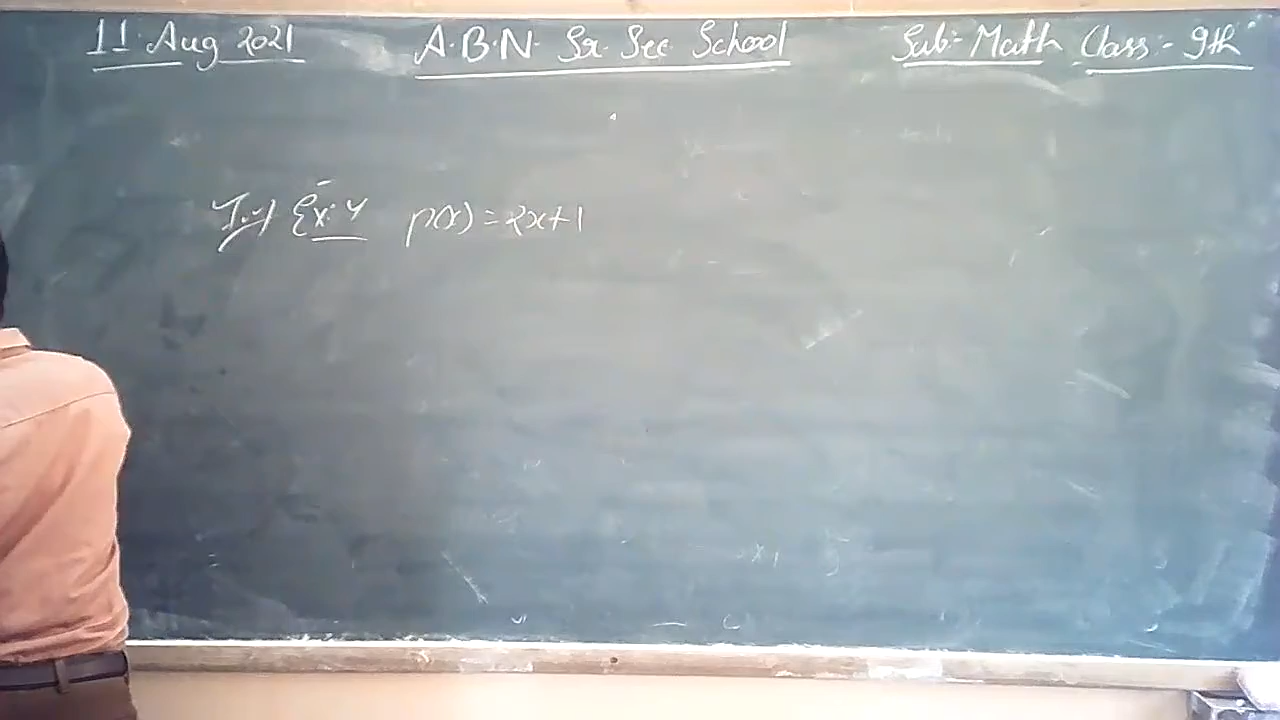 11 Aug 2021 A.B.N. Sr. Sec. School Sub:- Math Class:- 9th
Ex:- 4 p(x) = 2x+1